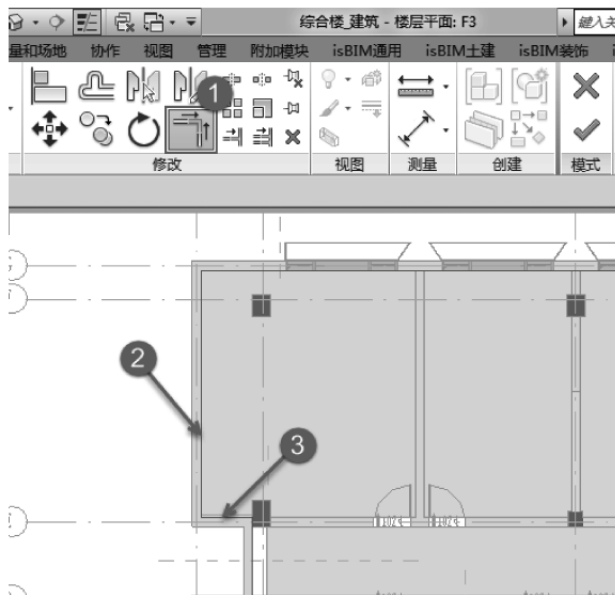 综合楼_建筑 - 楼层平面: F3
键入关
量和场地 协作 视图 管理 附加模块 isBIM通用 isBIM土建 isBIM装饰
1
修改 视图 测量 创建 模式
2
3